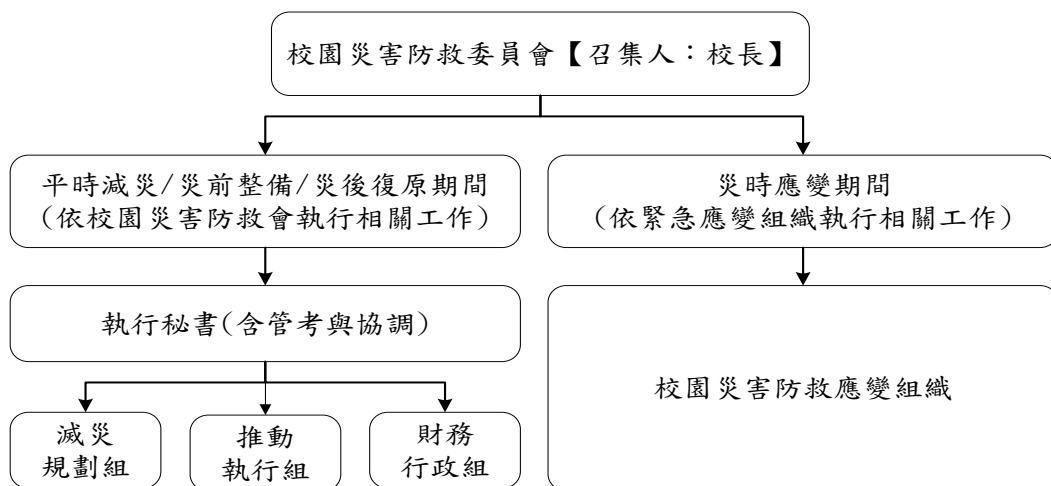 校園災害防救委員會【召集人：校長】
平時減災/災前整備/災後復原期間
(依校園災害防救會執行相關工作)
災時應變期間
(依緊急應變組織執行相關工作)
執行秘書(含管考與協調)
校園災害防救應變組織
減災
規劃組
推動
執行組
財務
行政組